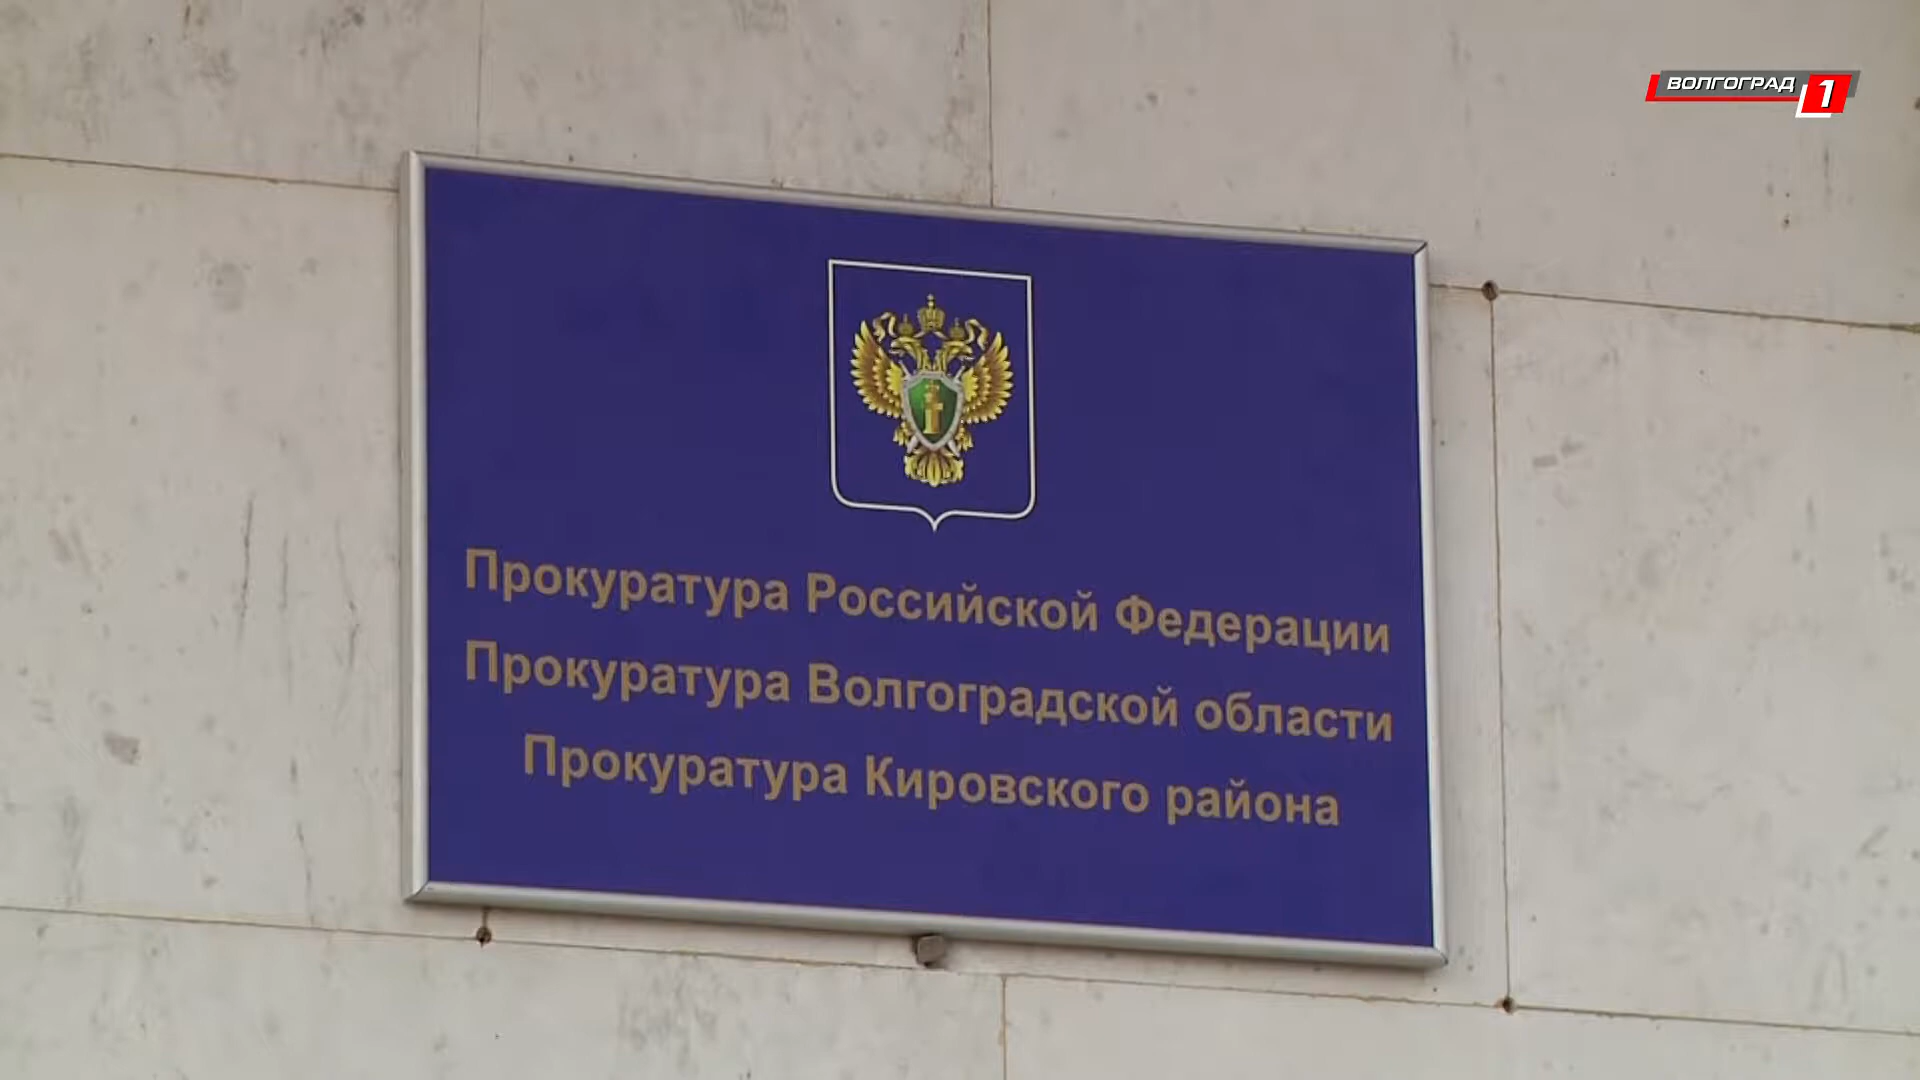 ВОЛГОГРАД 1
Прокуратура Российской Федерации
Прокуратура Волгоградской области
Прокуратура Кировского района